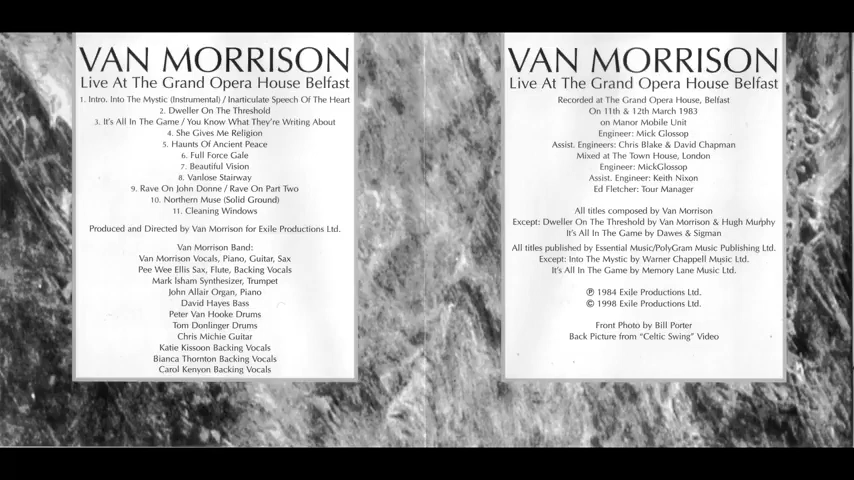 VAN MORRISON
Live At The Grand Opera House Belfast
1. Intro. Into The Mystic (Instrumental) / Inarticulate Speech Of The Heart
2. Dweller On The Threshold
3. It's All In The Game / You Know What They're Writing About
4. She Gives Me Religion
5. Haunts Of Ancient Peace
6. Full Force Gale
7. Beautiful Vision
8. Vanlose Stairway
9. Rave On John Donne / Rave On Part Two
10. Northern Muse (Solid Ground)
11. Cleaning Windows
Produced and Directed by Van Morrison for Exile Productions Ltd.
Van Morrison Band:
Van Morrison Vocals, Piano, Guitar, Sax
Pee Wee Ellis Sax, Flute, Backing Vocals
Mark Isham Synthesizer, Trumpet
John Allair Organ, Piano
David Hayes Bass
Peter Van Hooke Drums
Tom Donlinger Drums
Chris Michie Guitar
Katie Kissoon Backing Vocals
Bianca Thornton Backing Vocals
Carol Kenyon Backing Vocals
VAN MORRISON
Live At The Grand Opera House Belfast
Recorded at The Grand Opera House, Belfast
On 11th & 12th March 1983
on Manor Mobile Unit
Engineer: Mick Glossop
Assist. Engineers: Chris Blake & David Chapman
Mixed at The Town House, London
Engineer: MickGlossop
Assist. Engineer: Keith Nixon
Ed Fletcher: Tour Manager
All titles composed by Van Morrison
Except: Dweller On The Threshold by Van Morrison & Hugh Murphy
It's All In The Game by Dawes & Sigman
All titles published by Essential Music/PolyGram Music Publishing Ltd.
Except: Into The Mystic by Warner Chappell Music Ltd.
It's All In The Game by Memory Lane Music Ltd.
℗ 1984 Exile Productions Ltd.
© 1998 Exile Productions Ltd.
Front Photo by Bill Porter
Back Picture from "Celtic Swing" Video